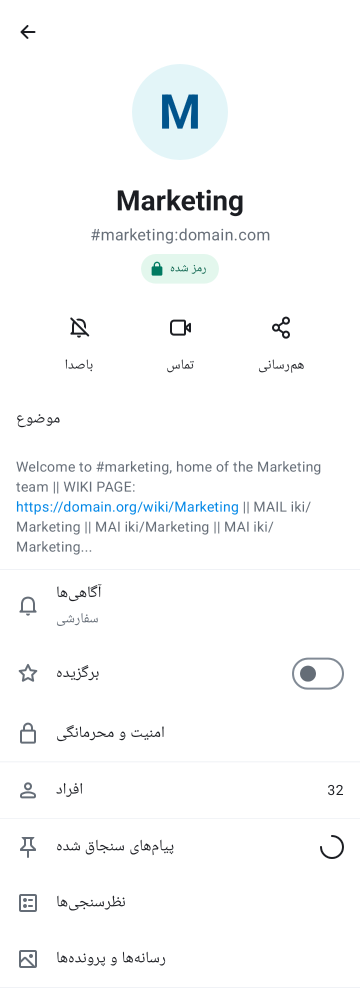 M
Marketing
#marketing:domain.com
رمز شده
باصدا
تماس
هم‌رسانی
موضوع
Welcome to #marketing, home of the Marketing
team || WIKI PAGE:
https://domain.org/wiki/Marketing || MAIL iki/
Marketing || MAI iki/Marketing || MAI iki/
Marketing...
آگاهی‌ها
سفارشی
برگزیده
امنیت و محرمانگی
افراد 32
پیام‌های سنجاق شده
نظرسنجی‌ها
رسانه‌ها و پرونده‌ها